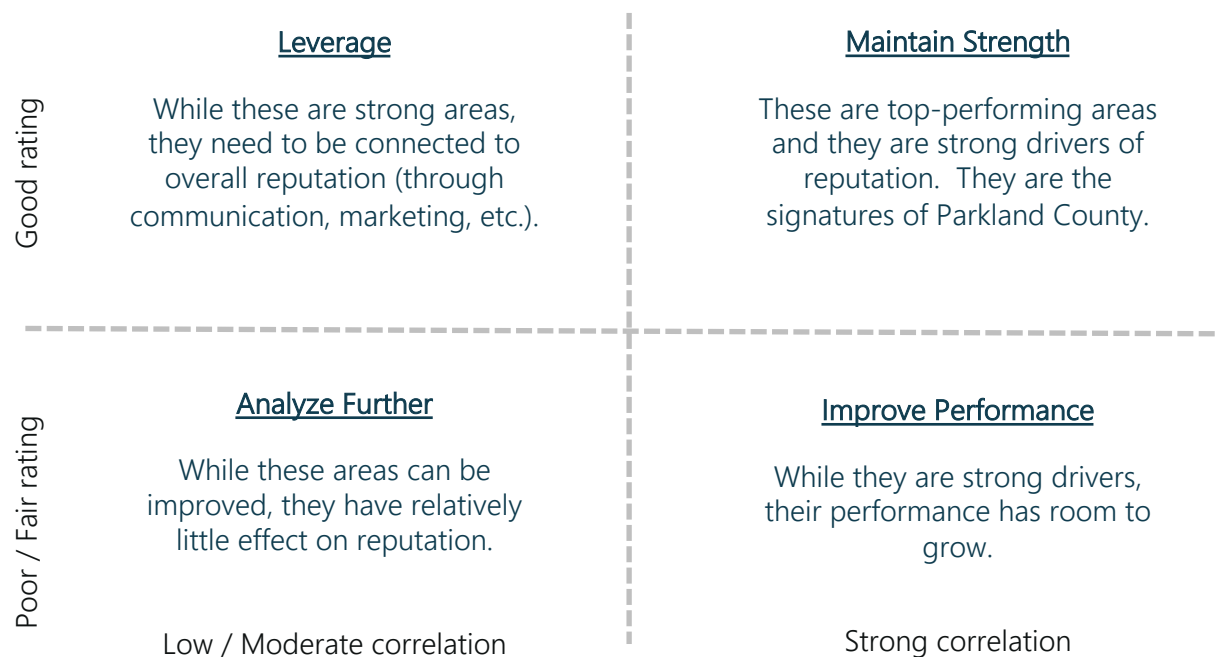 Leverage
While these are strong areas,
they need to be connected to
overall reputation (through
communication, marketing, etc.).
Maintain Strength
These are top-performing areas
and they are strong drivers of
reputation.  They are the
signatures of Parkland County.
Good rating
Analyze Further
While these areas can be
improved, they have relatively
little effect on reputation.
Improve Performance
While they are strong drivers,
their performance has room to
grow.
Poor / Fair rating
Low / Moderate correlation
Strong correlation